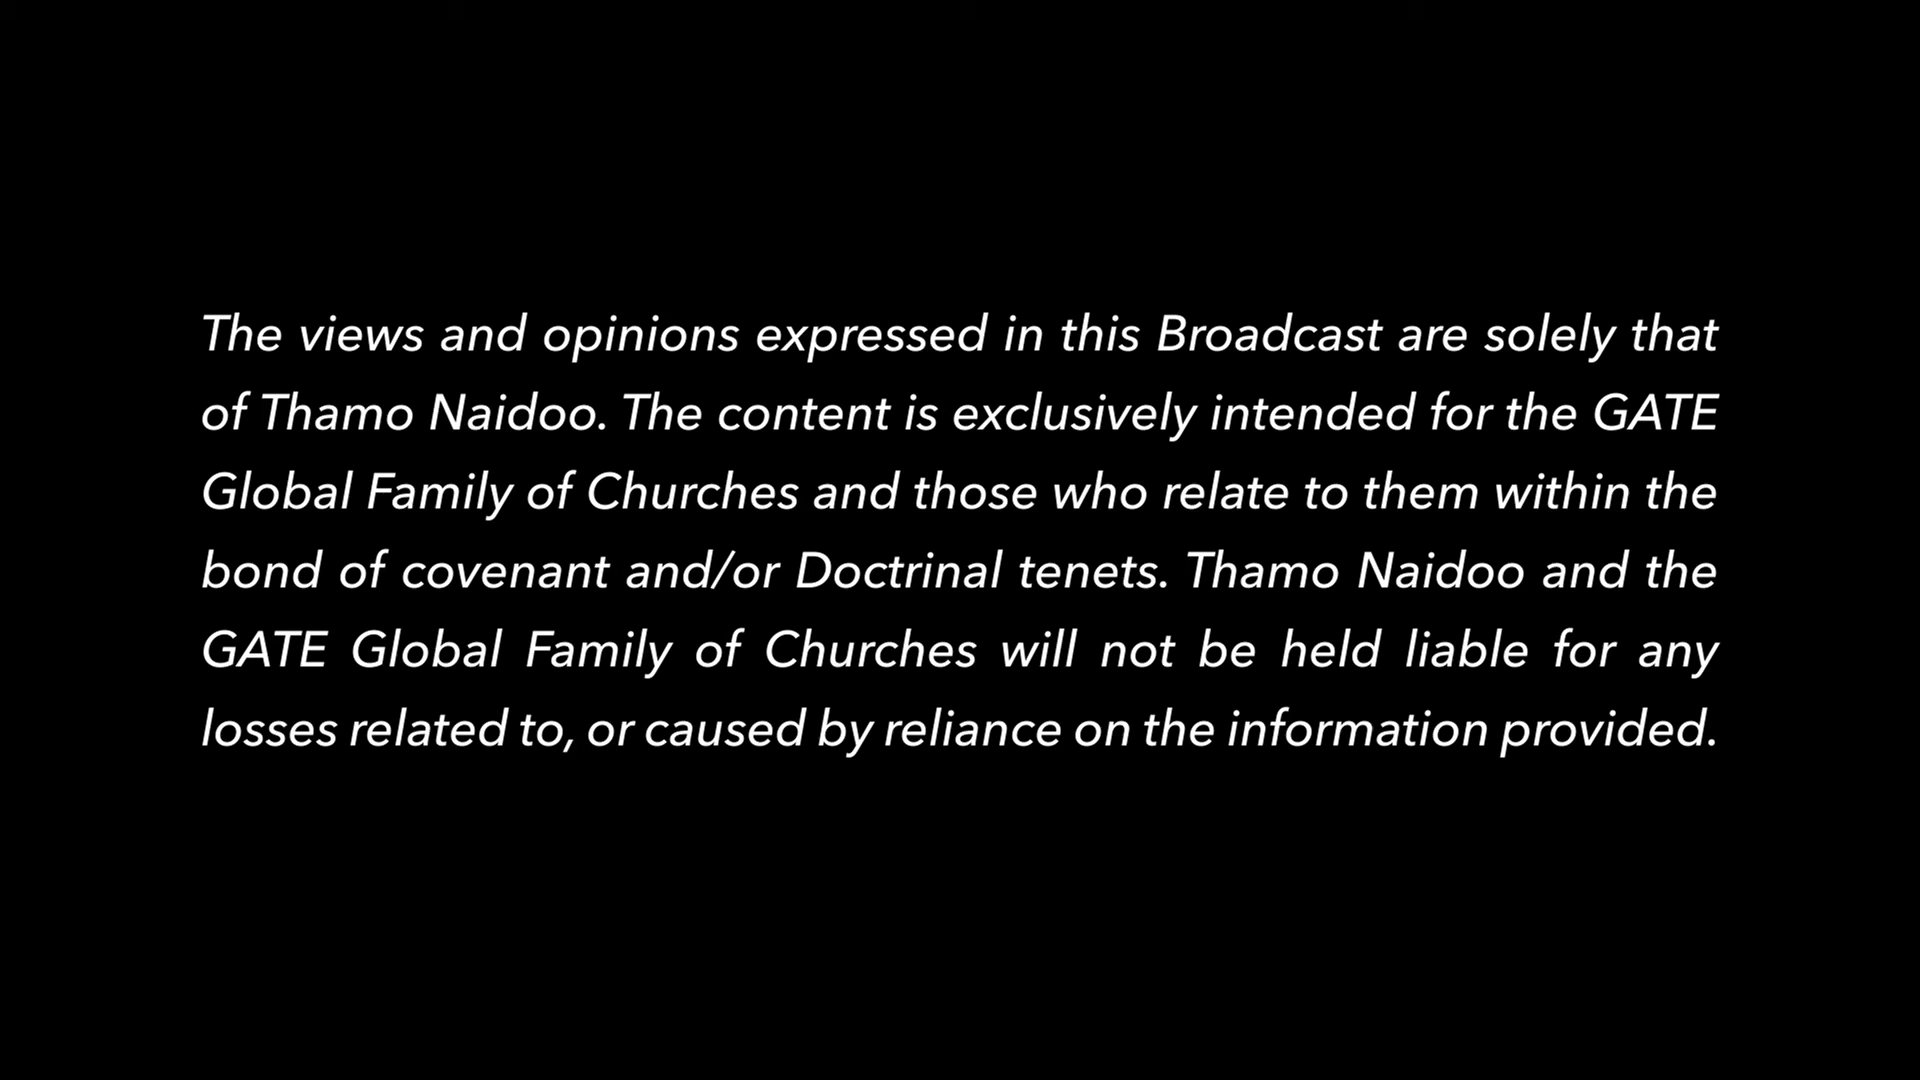 The views and opinions expressed in this Broadcast are solely that
of Thamo Naidoo. The content is exclusively intended for the GATE
Global Family of Churches and those who relate to them within the
bond of covenant and/or Doctrinal tenets. Thamo Naidoo and the
GATE Global Family of Churches will not be held liable for any
losses related to, or caused by reliance on the information provided.